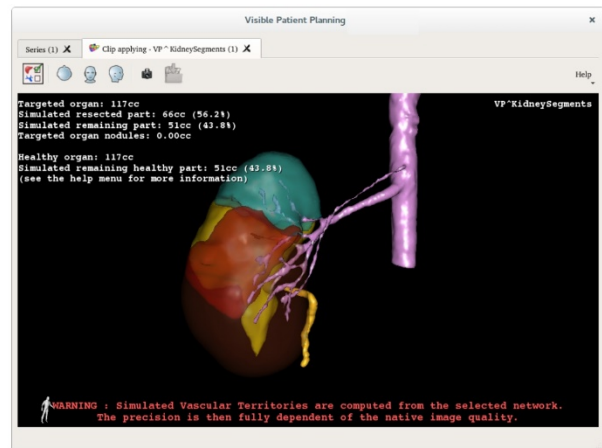 Visible Patient Planning
Series (1) Clip applying - VP^KidneySegments (1)
Help
Targeted organ: 117cc
Simulated resected part: 66cc (56.2%)
Simulated remaining part: 51cc (43.8%)
Targeted organ nodules: 0.00cc
Healthy organ: 117cc
Simulated remaining healthy part: 51cc (43.8%)
(see the help menu for more information)
VP^KidneySegments
WARNING : Simulated Vascular Territories are computed from the selected network.
The precision is then fully dependent of the native image quality.